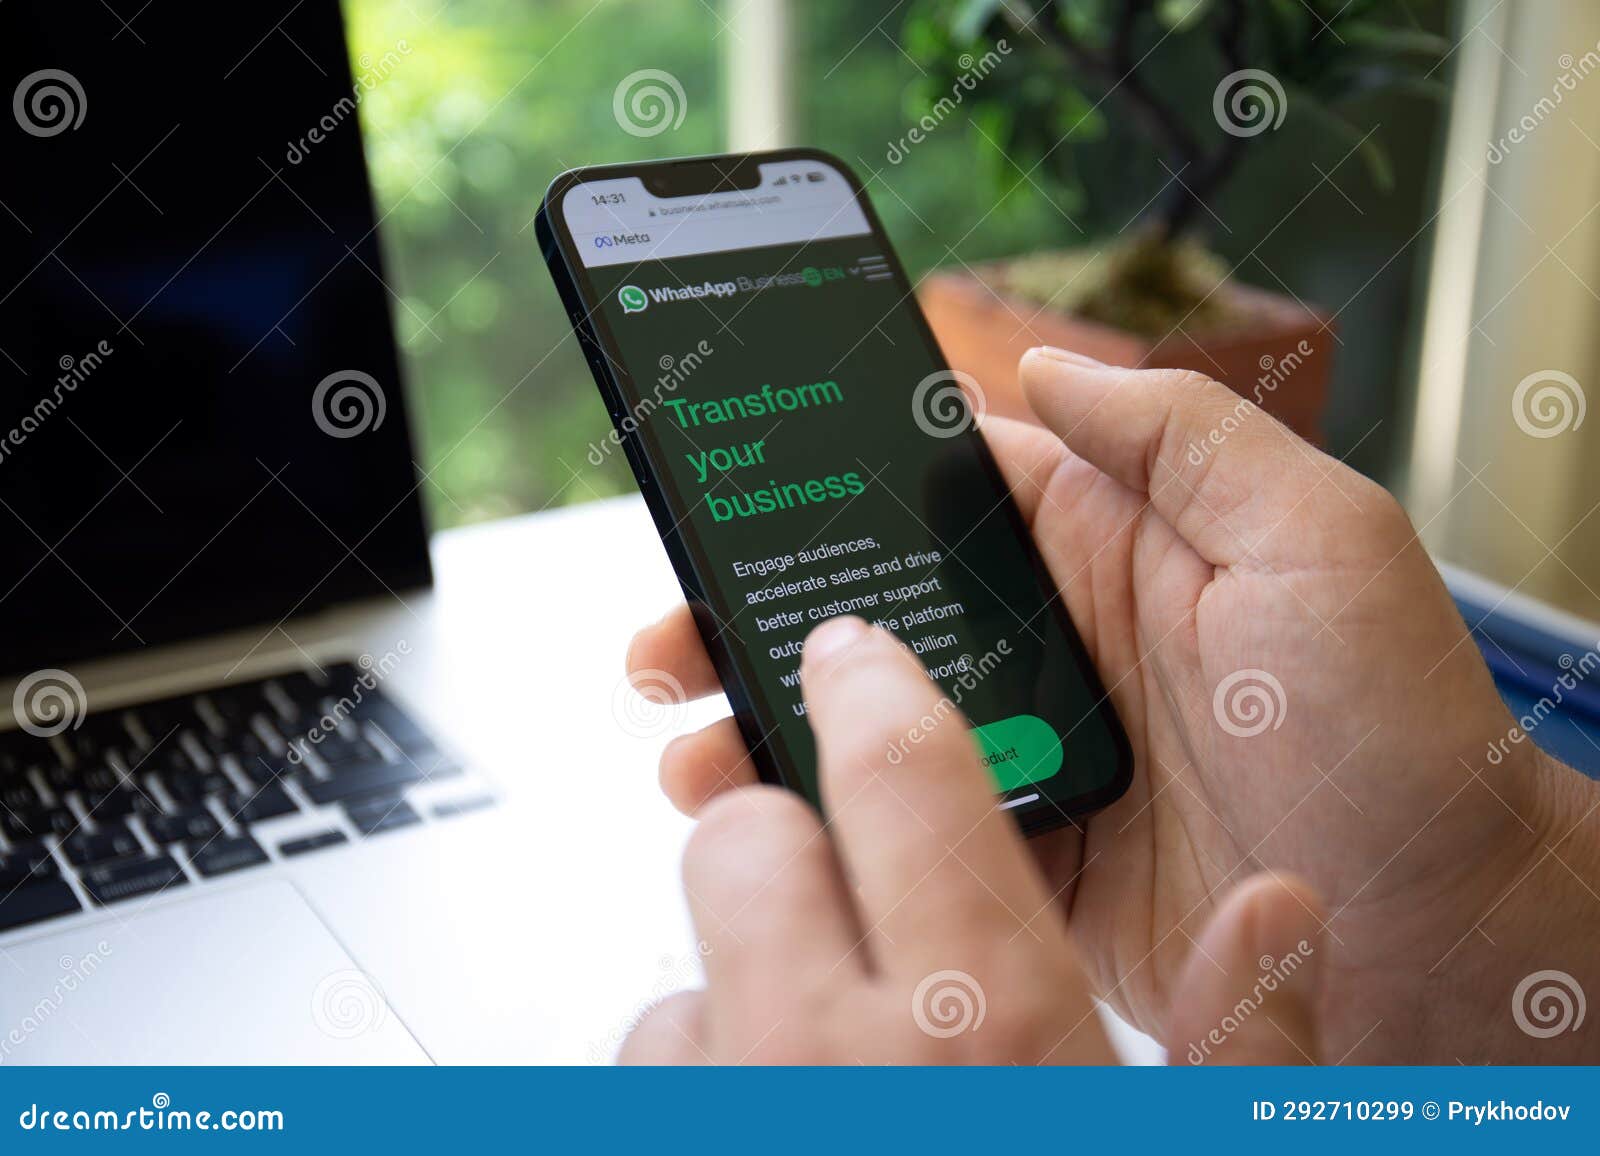 14:31
business.whatsapp.com
Meta
WhatsApp Business EN
Transform
your
business
Engage audiences,
accelerate sales and drive
better customer support
the platform
billion
world.
dreamstime.com
ID 292710299 © Prykhodov